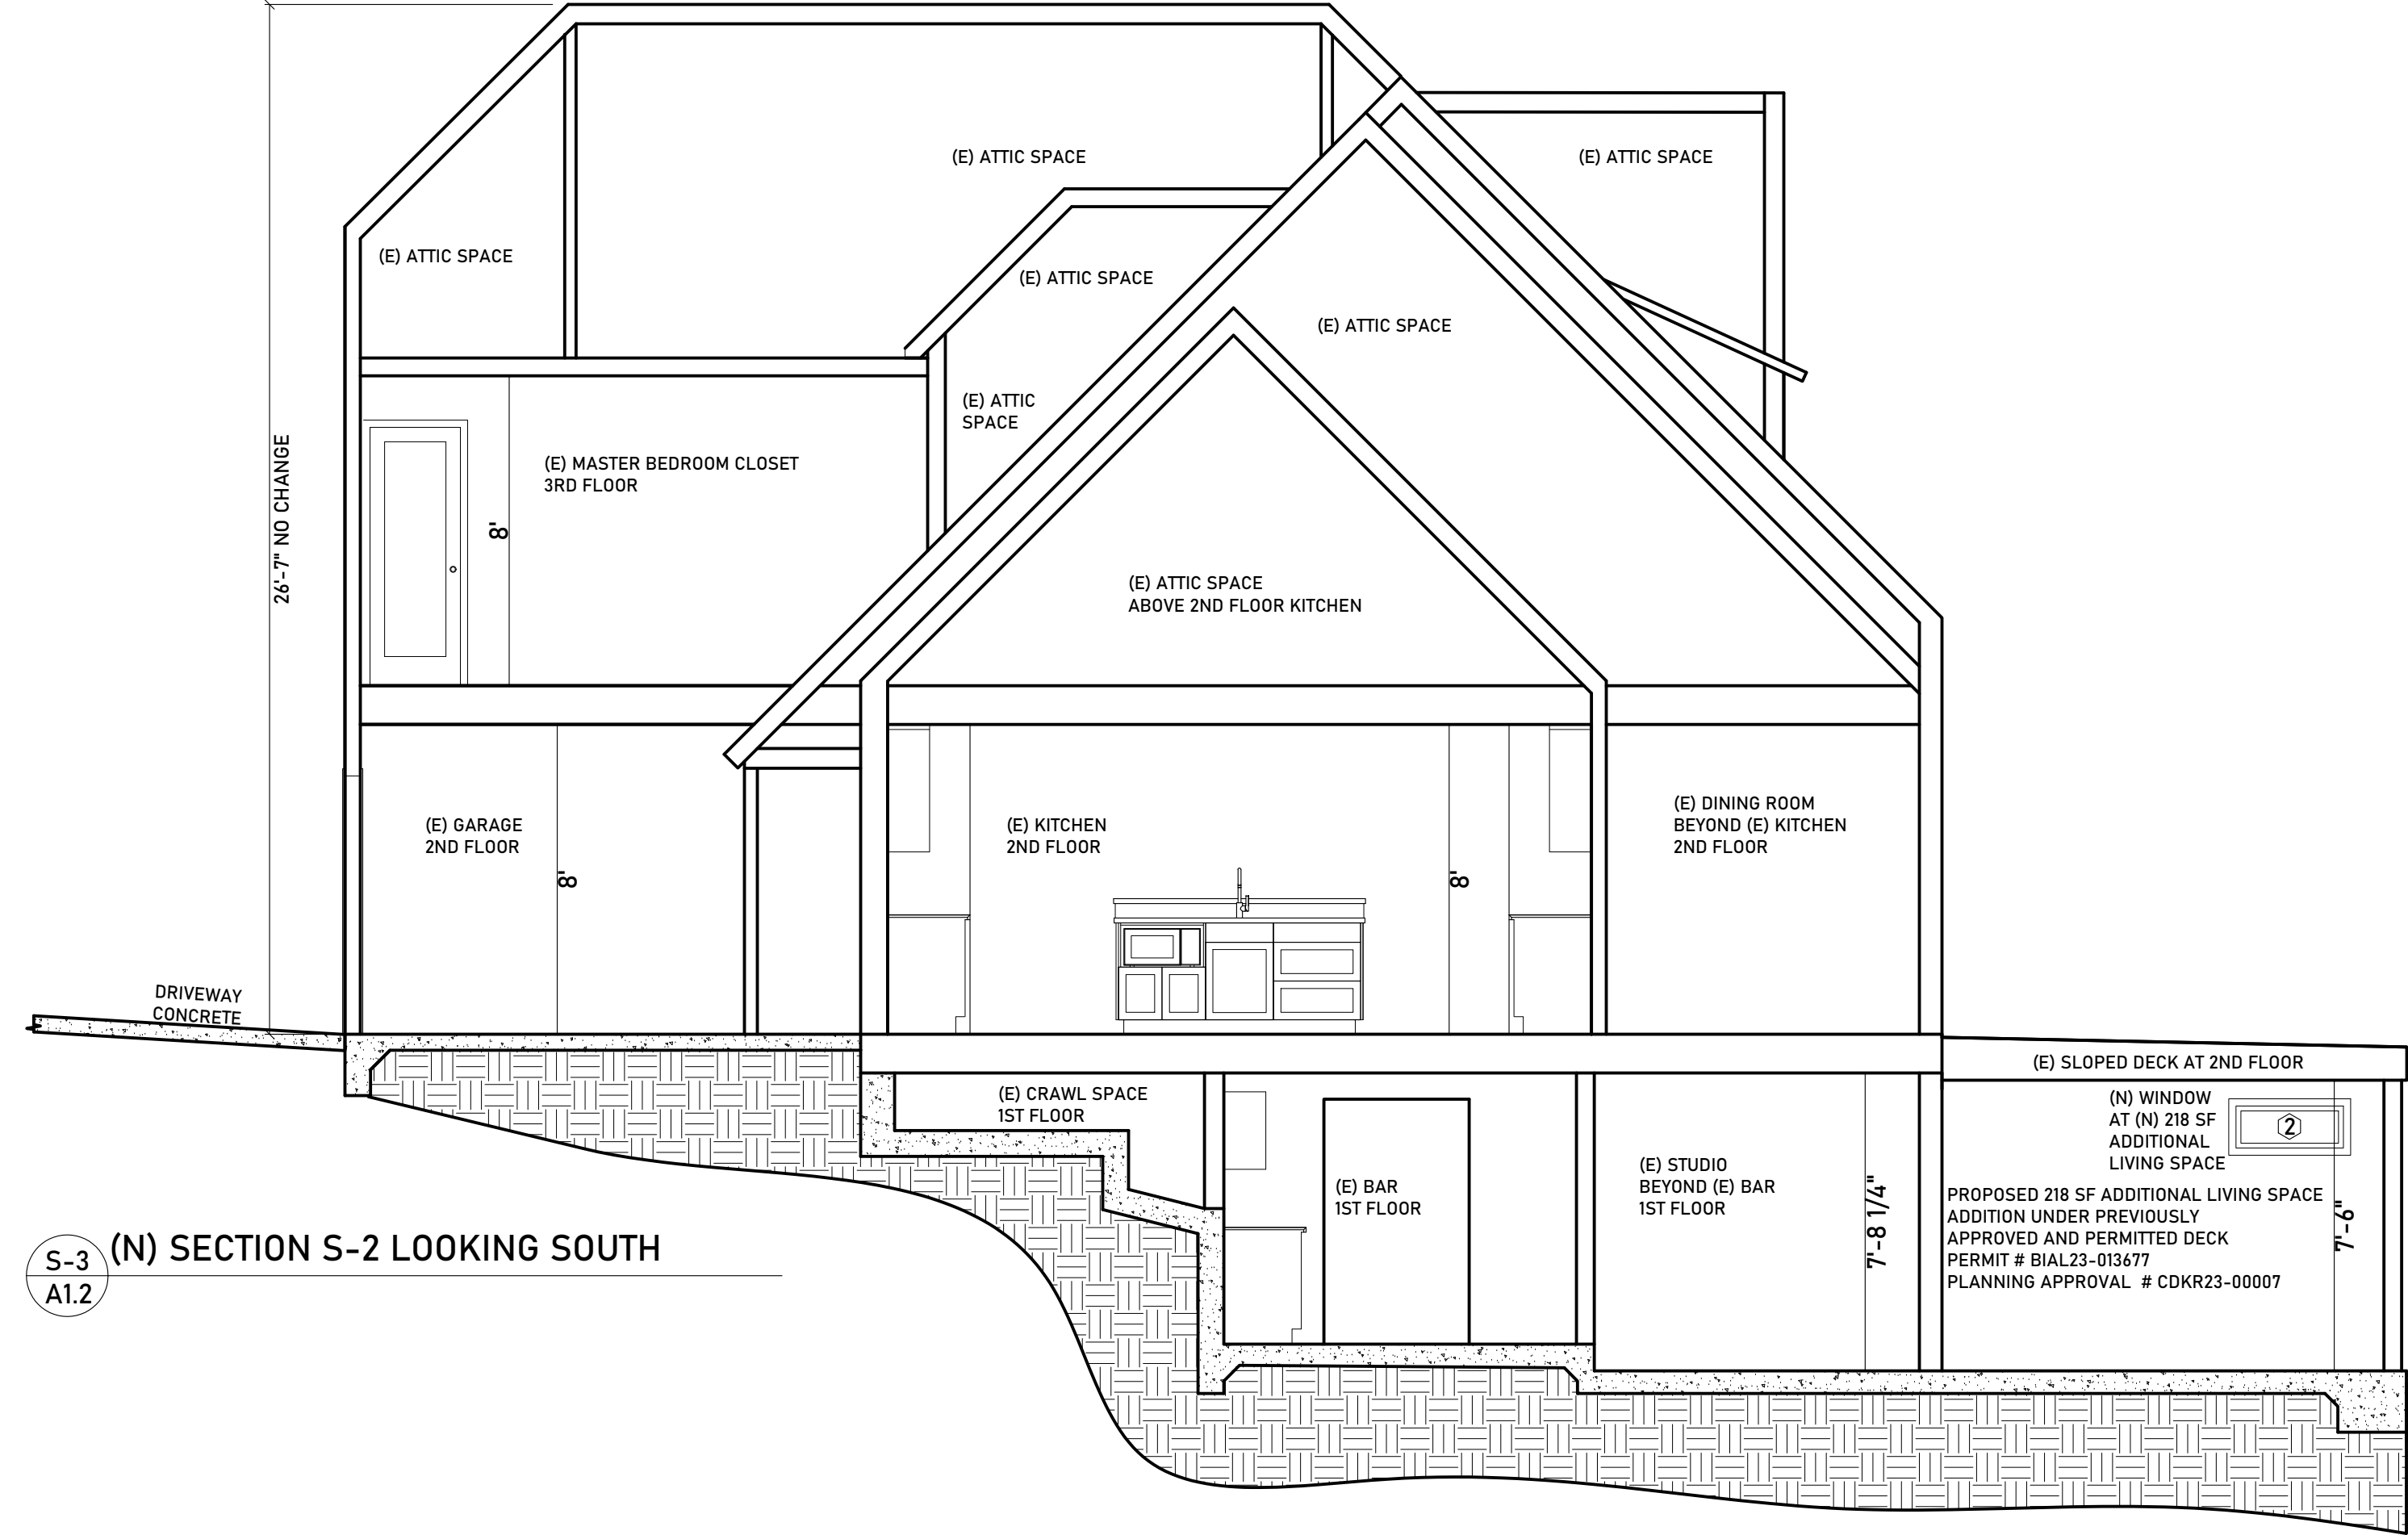 (E) ATTIC SPACE
(E) ATTIC SPACE
(E) ATTIC SPACE
(E) ATTIC SPACE
(E) ATTIC SPACE
(E) ATTIC
SPACE
26'-7" NO CHANGE
(E) MASTER BEDROOM CLOSET
3RD FLOOR
8'
(E) ATTIC SPACE
ABOVE 2ND FLOOR KITCHEN
(E) GARAGE
2ND FLOOR
8'
(E) KITCHEN
2ND FLOOR
8'
(E) DINING ROOM
BEYOND (E) KITCHEN
2ND FLOOR
DRIVEWAY
CONCRETE
(E) SLOPED DECK AT 2ND FLOOR
(E) CRAWL SPACE
1ST FLOOR
(N) WINDOW
AT (N) 218 SF
ADDITIONAL
LIVING SPACE
2
(E) BAR
1ST FLOOR
(E) STUDIO
BEYOND (E) BAR
1ST FLOOR
7'-8 1/4"
PROPOSED 218 SF ADDITIONAL LIVING SPACE
ADDITION UNDER PREVIOUSLY
APPROVED AND PERMITTED DECK
PERMIT # BIAL23-013677
PLANNING APPROVAL # CDKR23-00007
7'-6"
S-3
A1.2
(N) SECTION S-2 LOOKING SOUTH